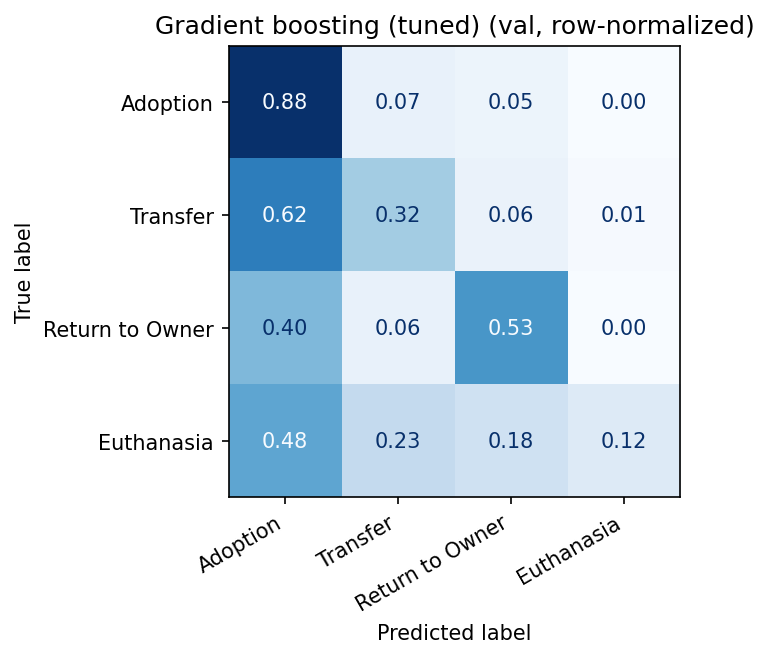 Gradient boosting (tuned) (val, row-normalized)
True label
Adoption 0.88 0.07 0.05 0.00
Transfer 0.62 0.32 0.06 0.01
Return to Owner 0.40 0.06 0.53 0.00
Euthanasia 0.48 0.23 0.18 0.12
Adoption Transfer Return to Owner Euthanasia
Predicted label